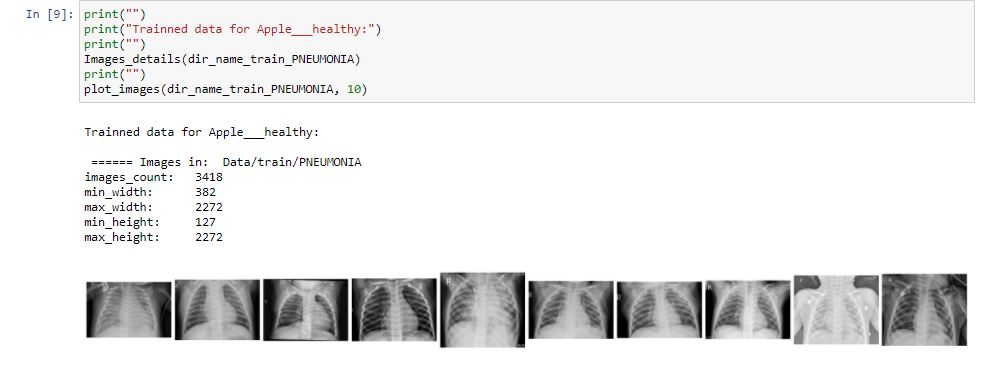 In [9]: print("")
print("Trainned data for Apple___healthy:")
print("")
Images_details(dir_name_train_PNEUMONIA)
print("")
plot_images(dir_name_train_PNEUMONIA, 10)
Trainned data for Apple___healthy:
====== Images in: Data/train/PNEUMONIA
images_count: 3418
min_width: 382
max_width: 2272
min_height: 127
max_height: 2272
R